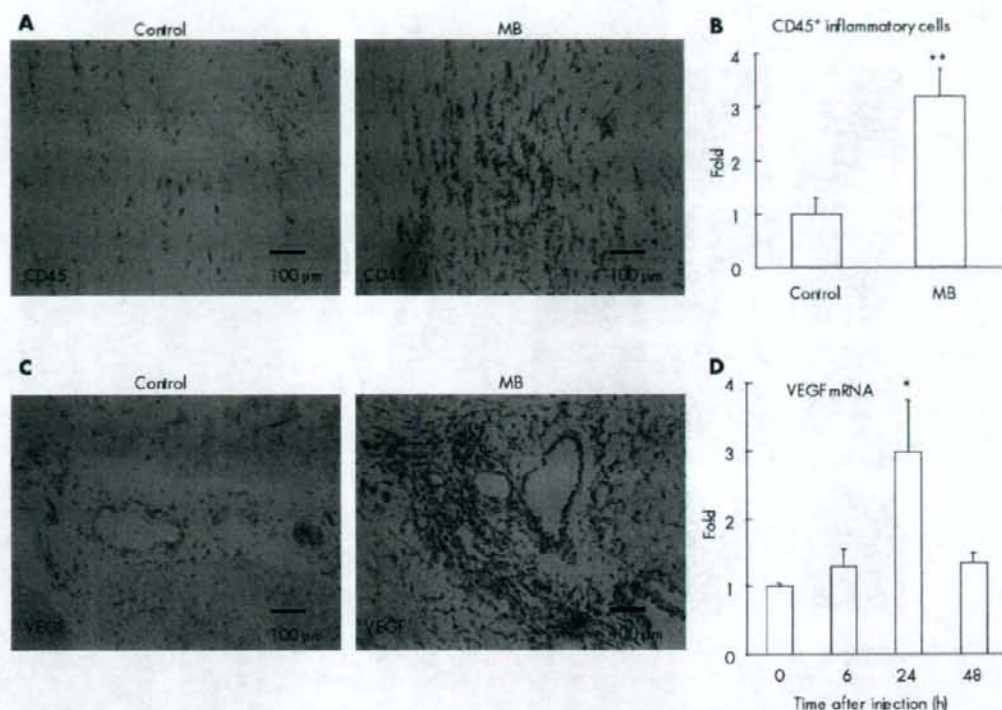 A
Control
MB
CD45
100 µm
CD45
100 µm
B
CD45⁺ inflammatory cells
Fold
4
**
3
2
1
0
Control
MB
C
Control
MB
VEGF
100 µm
VEGF
100 µm
D
VEGF mRNA
Fold
4
*
3
2
1
0
0
6
24
48
Time after injection (h)